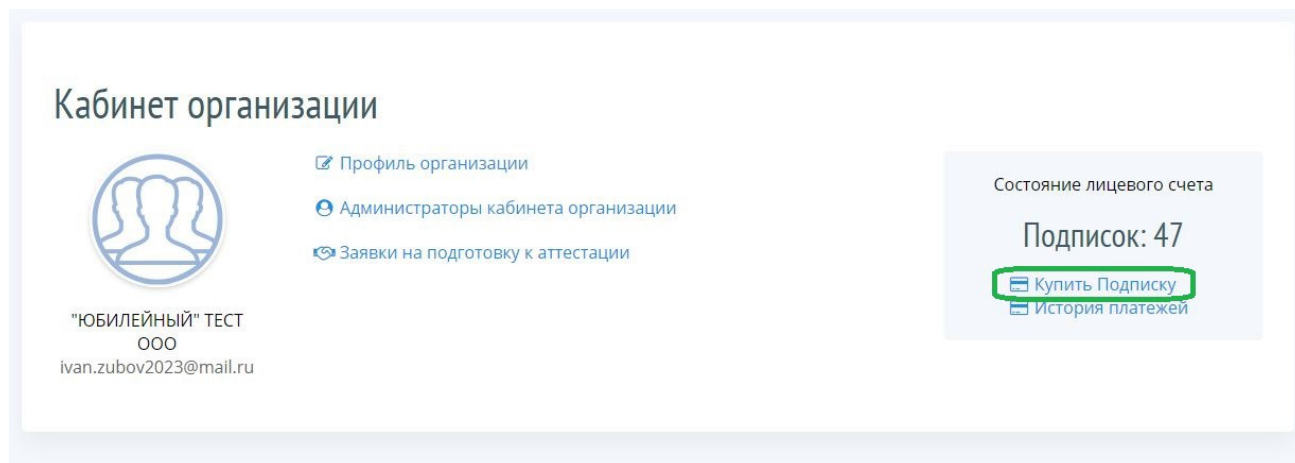 Кабинет организации
Профиль организации
Администраторы кабинета организации
Заявки на подготовку к аттестации
"ЮБИЛЕЙНЫЙ" ТЕСТ
ООО
ivan.zubov2023@mail.ru
Состояние лицевого счета
Подписок: 47
Купить Подписку
История платежей